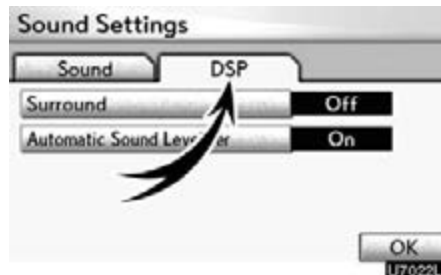 Sound Settings
Sound DSP
Surround Off
Automatic Sound On
OK